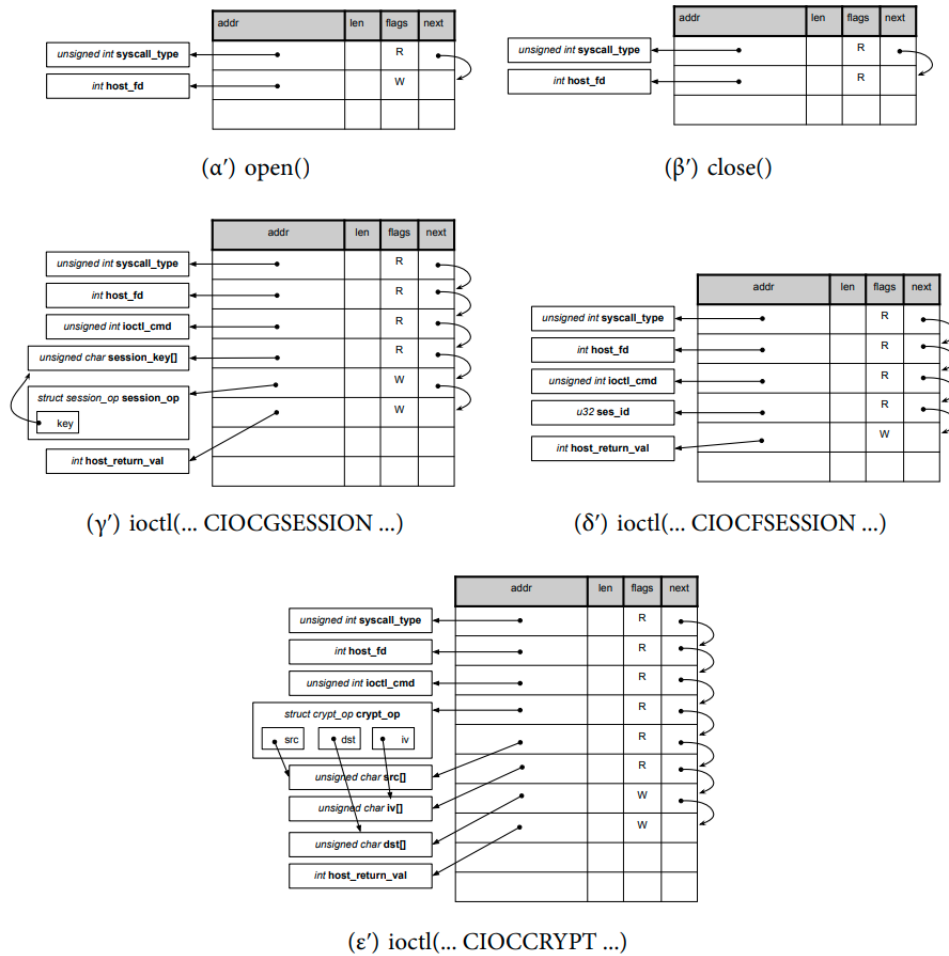 addr len flags next
unsigned int syscall_type R
int host_fd W
(α′) open()
addr len flags next
unsigned int syscall_type R
int host_fd R
(β′) close()
addr len flags next
unsigned int syscall_type R
int host_fd R
unsigned int ioctl_cmd R
unsigned char session_key[] R
struct session_op session_op W
key
W
int host_return_val
(γ′) ioctl(... CIOCGSESSION ...)
addr len flags next
unsigned int syscall_type R
int host_fd R
unsigned int ioctl_cmd R
u32 ses_id R
int host_return_val W
(δ′) ioctl(... CIOCFSESSION ...)
addr len flags next
unsigned int syscall_type R
int host_fd R
unsigned int ioctl_cmd R
struct crypt_op crypt_op R
src dst iv R
unsigned char src[] R
unsigned char iv[] W
W
unsigned char dst[]
int host_return_val
(ε′) ioctl(... CIOCCRYPT ...)